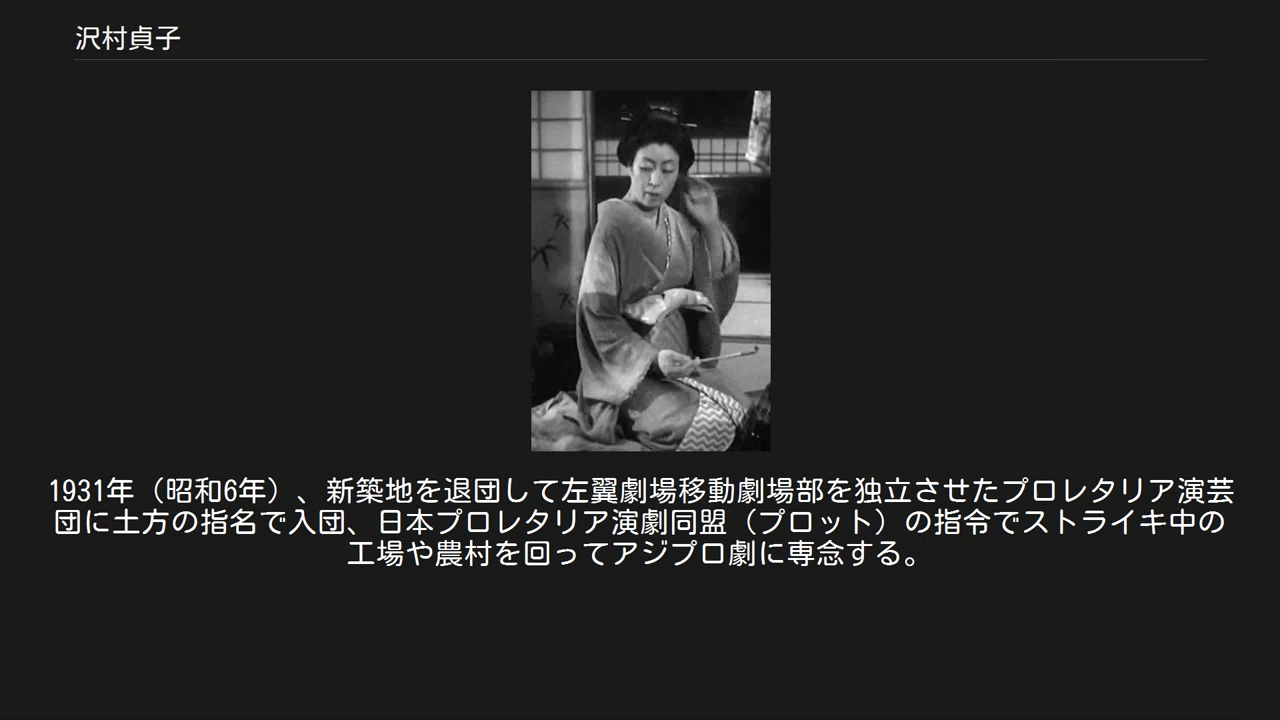 沢村貞子
1931年（昭和6年）、新築地を退団して左翼劇場移動劇場部を独立させたプロレタリア演芸
団に土方の指名で入団、日本プロレタリア演劇同盟（プロット）の指令でストライキ中の
工場や農村を回ってアジプロ劇に専念する。